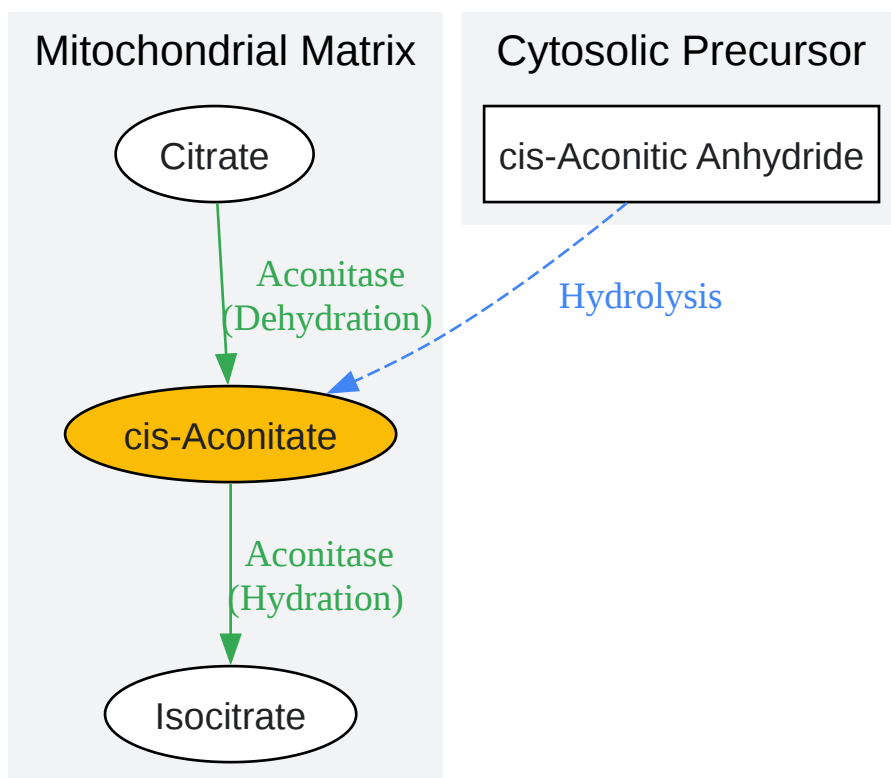 Mitochondrial Matrix
Cytosolic Precursor
Citrate
cis-Aconitic Anhydride
Aconitase
(Dehydration)
Hydrolysis
cis-Aconitate
Aconitase
(Hydration)
Isocitrate